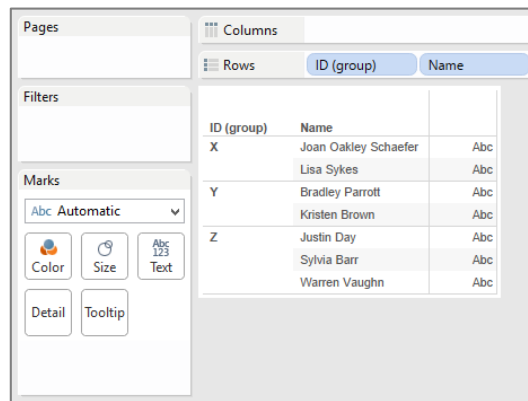 Pages
Columns
Rows ID (group) Name
Filters
ID (group) Name
X Joan Oakley Schaefer Abc
Lisa Sykes Abc
Y Bradley Parrott Abc
Kristen Brown Abc
Z Justin Day Abc
Sylvia Barr Abc
Warren Vaughn Abc
Marks
Abc Automatic
Abc
123
Color Size Text
Detail Tooltip